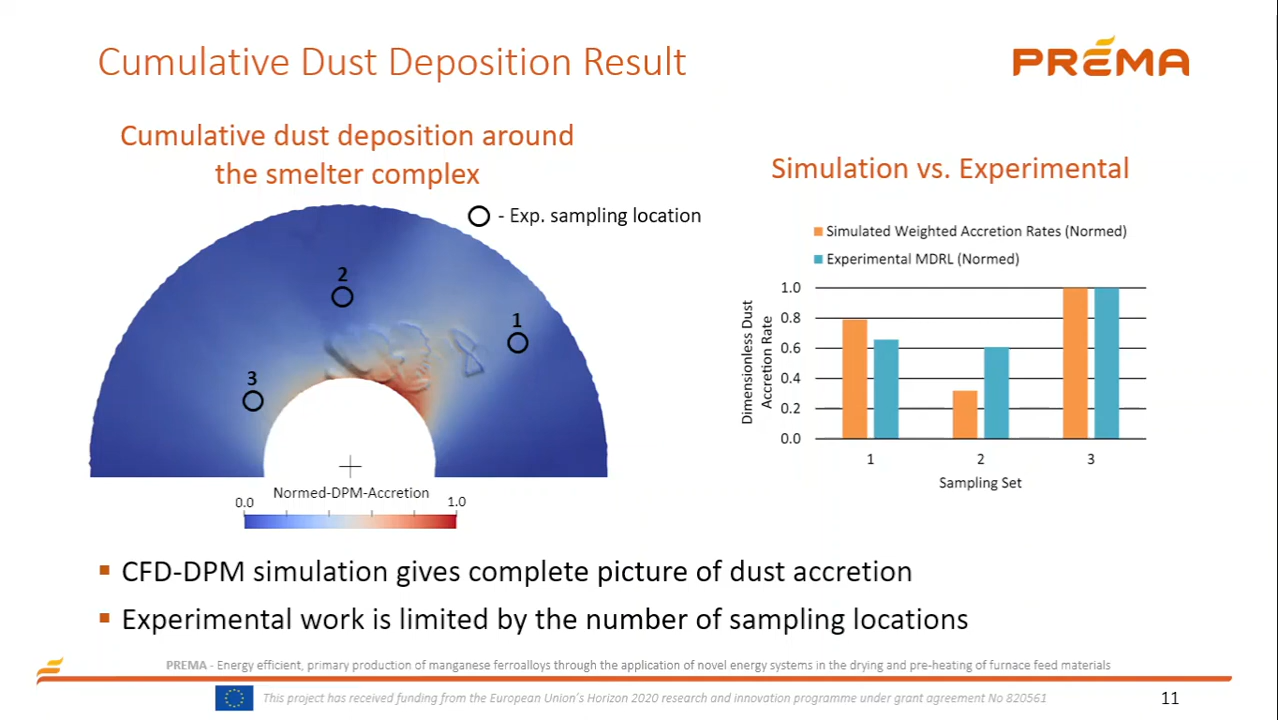 Cumulative Dust Deposition Result
PRĒMA
Cumulative dust deposition around
the smelter complex
- Exp. sampling location
2
1
3
Normed-DPM-Accretion
0.0
1.0
Simulation vs. Experimental
Simulated Weighted Accretion Rates (Normed)
Experimental MDRL (Normed)
Dimensionless Dust
Accretion Rate
1.0
0.8
0.6
0.4
0.2
0.0
1
2
3
Sampling Set
CFD-DPM simulation gives complete picture of dust accretion
Experimental work is limited by the number of sampling locations
PREMA - Energy efficient, primary production of manganese ferroalloys through the application of novel energy systems in the drying and pre-heating of furnace feed materials
This project has received funding from the European Union's Horizon 2020 research and innovation programme under grant agreement No 820561
11